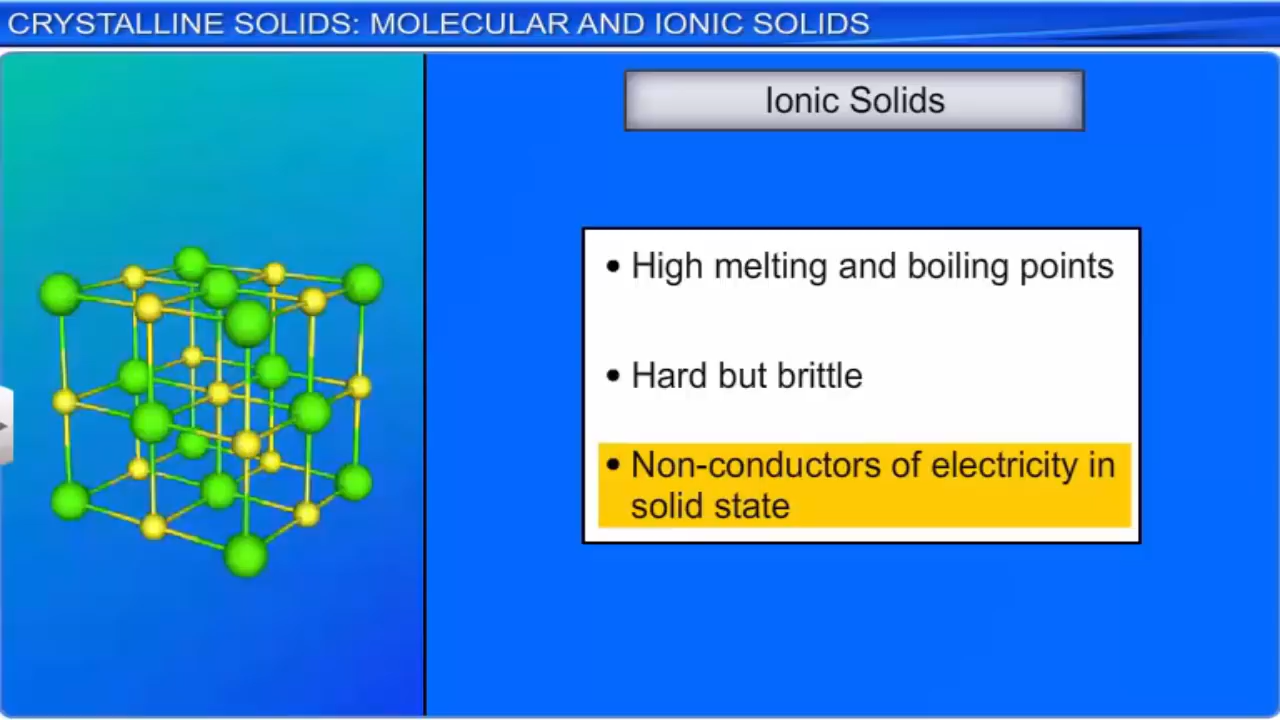 CRYSTALLINE SOLIDS: MOLECULAR AND IONIC SOLIDS
Ionic Solids
• High melting and boiling points
• Hard but brittle
• Non-conductors of electricity in
solid state